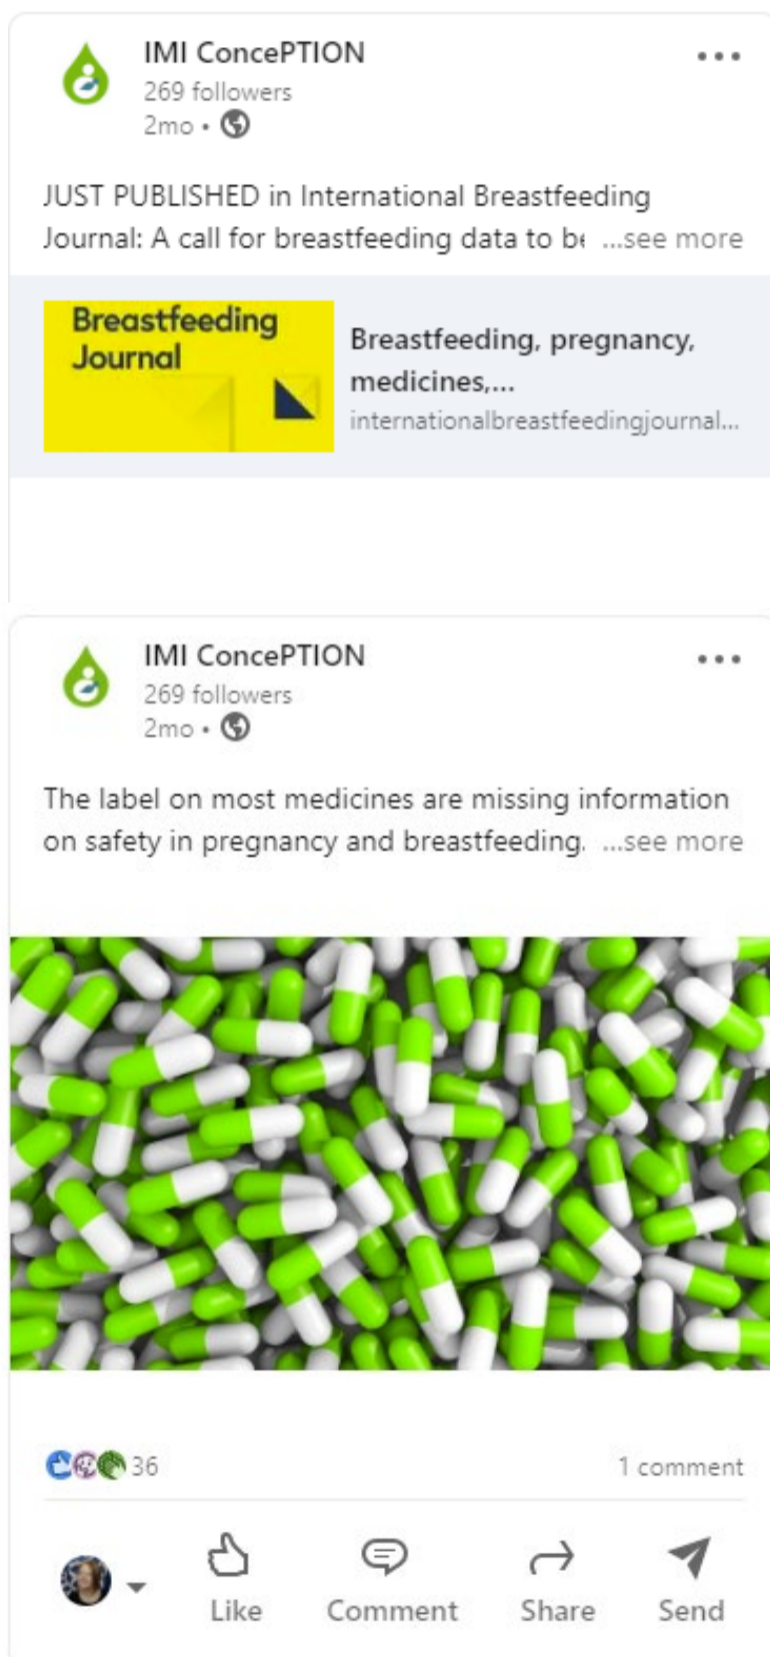 IMI ConcePTION
269 followers
2mo •
JUST PUBLISHED in International Breastfeeding
Journal: A call for breastfeeding data to be ...see more
Breastfeeding
Journal
Breastfeeding, pregnancy,
medicines,...
internationalbreastfeedingjournal...
IMI ConcePTION
269 followers
2mo •
The label on most medicines are missing information
on safety in pregnancy and breastfeeding. ...see more
36
1 comment
Like
Comment
Share
Send